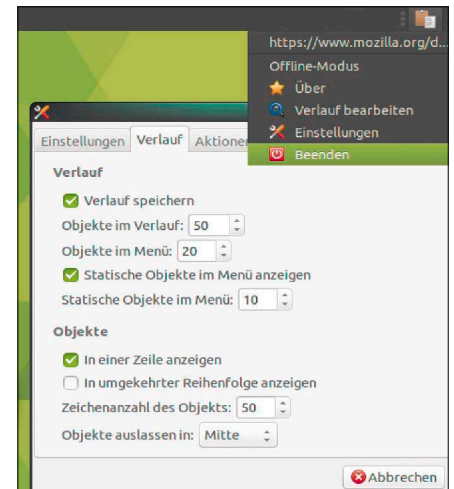 https://www.mozilla.org/d...
Offline-Modus
Über
Verlauf bearbeiten
Einstellungen
Beenden
Einstellungen Verlauf Aktionen
Verlauf
Verlauf speichern
Objekte im Verlauf: 50
Objekte im Menü: 20
Statische Objekte im Menü anzeigen
Statische Objekte im Menü: 10
Objekte
In einer Zeile anzeigen
In umgekehrter Reihenfolge anzeigen
Zeichenanzahl des Objekts: 50
Objekte auslassen in: Mitte
Abbrechen